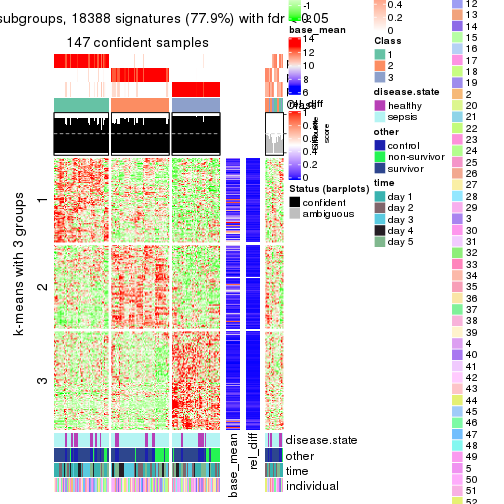 subgroups, 18388 signatures (77.9%) with fdr < 0.05
147 confident samples
1
2
3
k-means with 3 groups
base_mean
rel_diff
disease.state
other
time
individual
-1
-2
base_mean
14
12
10
8
6
rel_diff
1
0.8
0.6
0.4
0.2
0
Status (barplots)
confident
ambiguous
score
0.4
0.2
0
Class
1
2
3
disease.state
healthy
sepsis
other
control
non-survivor
survivor
time
day 1
day 2
day 3
day 4
day 5
12
13
14
15
16
17
18
19
2
20
21
22
23
24
25
26
27
28
29
3
30
31
32
33
34
35
36
37
38
39
4
40
41
42
43
44
45
46
47
48
49
5
50
51
52